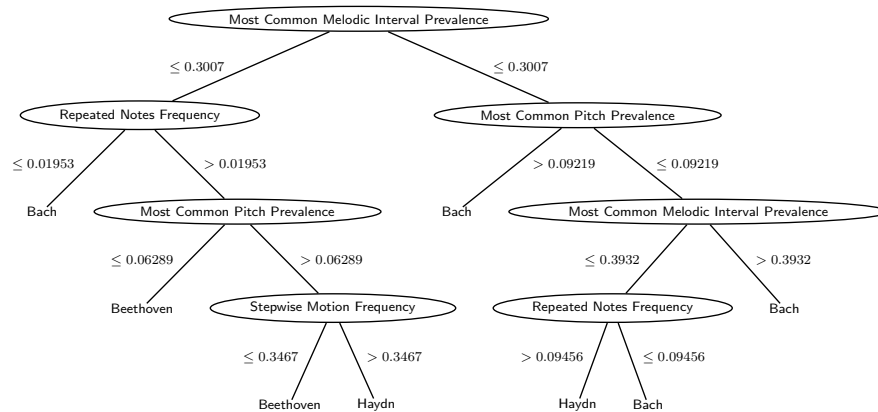 Most Common Melodic Interval Prevalence
≤ 0.3007
≤ 0.3007
Repeated Notes Frequency
Most Common Pitch Prevalence
≤ 0.01953
> 0.01953
> 0.09219
≤ 0.09219
Bach
Most Common Pitch Prevalence
Bach
Most Common Melodic Interval Prevalence
≤ 0.06289
> 0.06289
≤ 0.3932
> 0.3932
Beethoven
Stepwise Motion Frequency
Repeated Notes Frequency
Bach
≤ 0.3467
> 0.3467
> 0.09456
≤ 0.09456
Beethoven
Haydn
Haydn
Bach